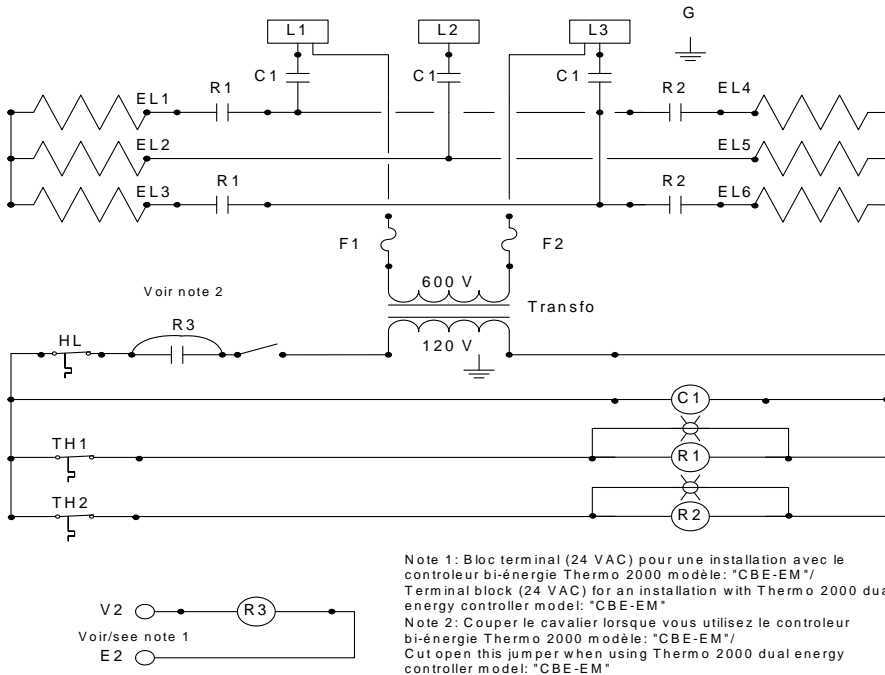 G
L1 L2 L3
C1 C1 C1
EL1 R1 R2 EL4
EL2 EL5
EL3 R1 R2 EL6
F1 F2
600 V
Voir note 2
Transfo
R3
HL 120 V
C1
TH1 R1
TH2 R2
Note 1: Bloc terminal (24 VAC) pour une installation avec le
controleur bi-énergie Thermo 2000 modèle: "CBE-EM"/
Terminal block (24 VAC) for an installation with Thermo 2000 dual
energy controller model: "CBE-EM"
Note 2: Couper le cavalier lorsque vous utilisez le controleur
bi-énergie Thermo 2000 modèle: "CBE-EM"/
Cut open this jumper when using Thermo 2000 dual energy
controller model: "CBE-EM"
V2 R3
Voir/see note 1
E2